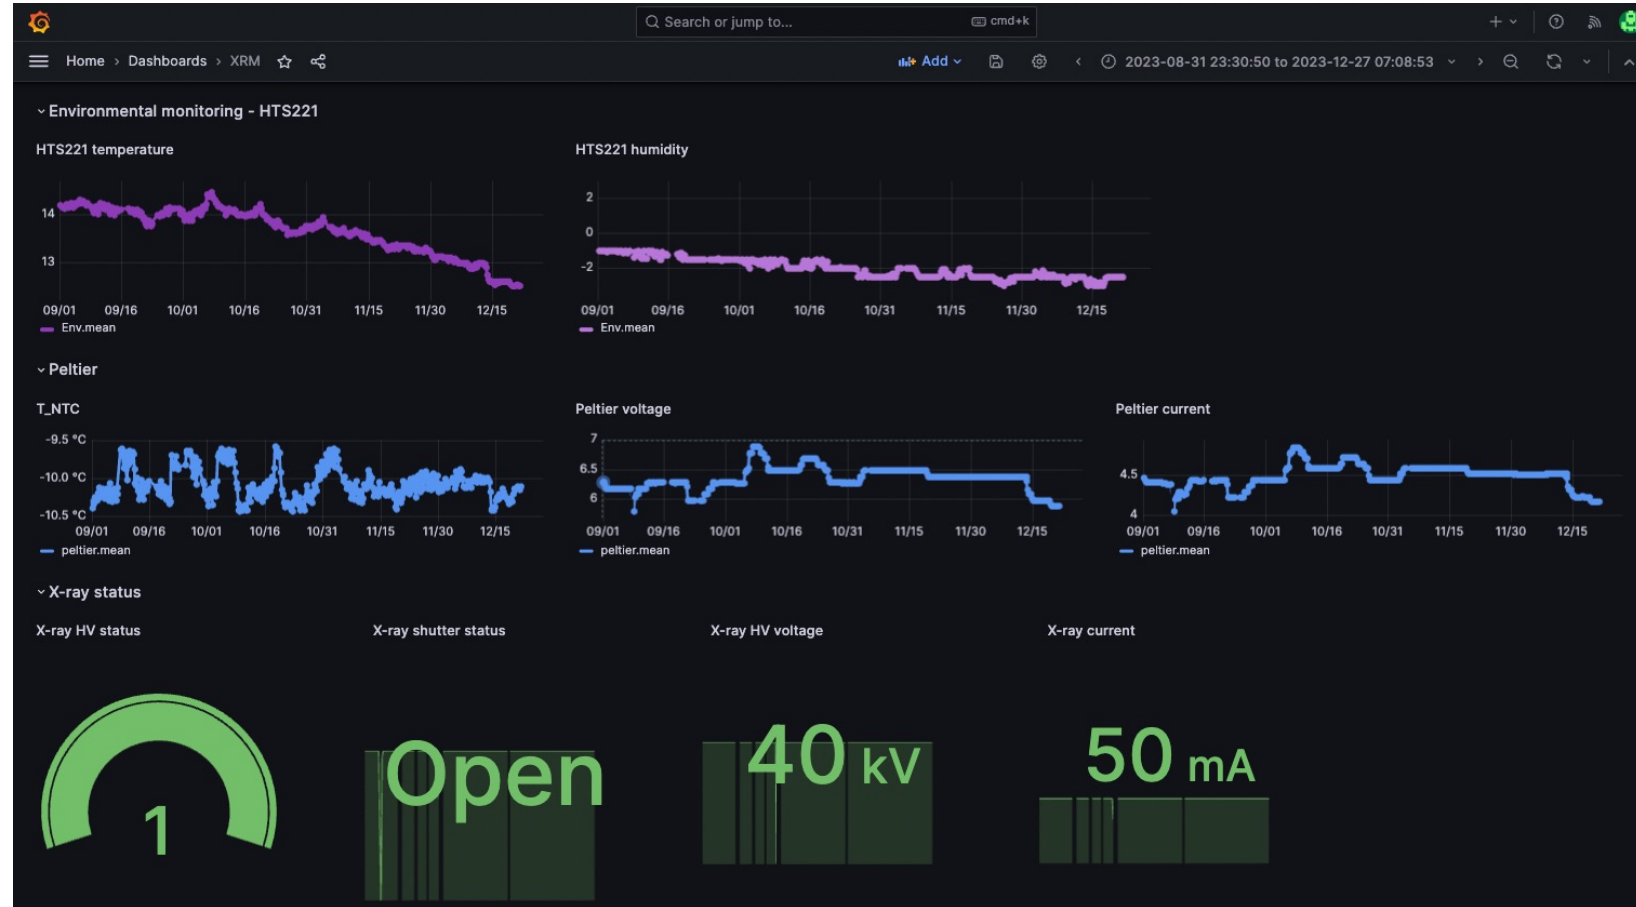 Search or jump to... cmd+k
Home › Dashboards › XRM Add 2023-08-31 23:30:50 to 2023-12-27 07:08:53
Environmental monitoring - HTS221
HTS221 temperature HTS221 humidity
14
13
09/01 09/16 10/01 10/16 10/31 11/15 11/30 12/15
Env.mean
2
0
-2
09/01 09/16 10/01 10/16 10/31 11/15 11/30 12/15
Env.mean
Peltier
T_NTC Peltier voltage Peltier current
-9.5 °C
-10.0 °C
-10.5 °C
09/01 09/16 10/01 10/16 10/31 11/15 11/30 12/15
peltier.mean
7
6.5
6
09/01 09/16 10/01 10/16 10/31 11/15 11/30 12/15
peltier.mean
4.5
4
09/01 09/16 10/01 10/16 10/31 11/15 11/30 12/15
peltier.mean
X-ray status
X-ray HV status X-ray shutter status X-ray HV voltage X-ray current
1
Open
40 kV
50 mA